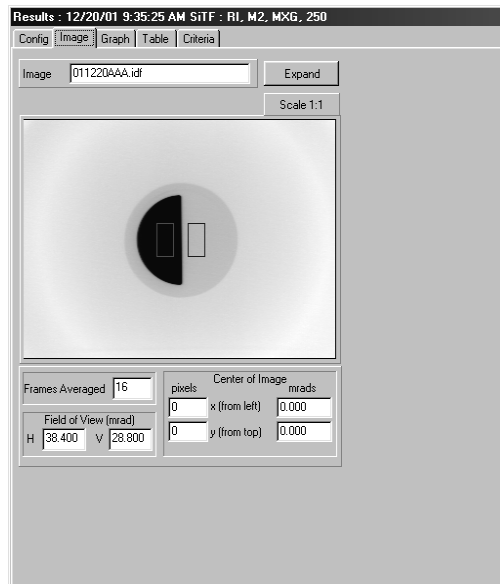 Results : 12/20/01 9:35:25 AM SiTF : RI, M2, MXG, 250
Config Image Graph Table Criteria
Image 011220AAA.idf Expand
Scale 1:1
Frames Averaged 16
Field of View (mrad)
H 38.400 V 28.800
Center of Image
pixels mrads
0 x (from left) 0.000
0 y (from top) 0.000